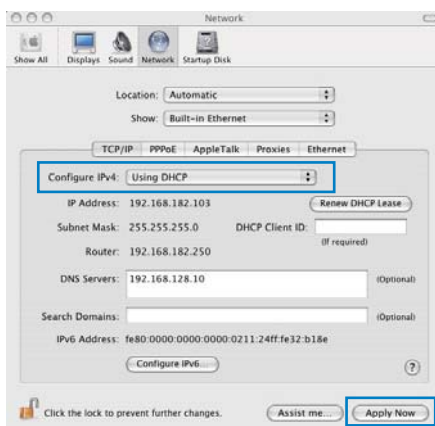 Network
Show All Displays Sound Network Startup Disk
Location: Automatic
Show: Built-in Ethernet
TCP/IP PPPoE AppleTalk Proxies Ethernet
Configure IPv4: Using DHCP
IP Address: 192.168.182.103 Renew DHCP Lease
Subnet Mask: 255.255.255.0 DHCP Client ID:
(If required)
Router: 192.168.182.250
DNS Servers: 192.168.128.10 (Optional)
Search Domains: (Optional)
IPv6 Address: fe80:0000:0000:0000:0211:24ff:fe32:b18e
Configure IPv6... ?
Click the lock to prevent further changes. Assist me... Apply Now